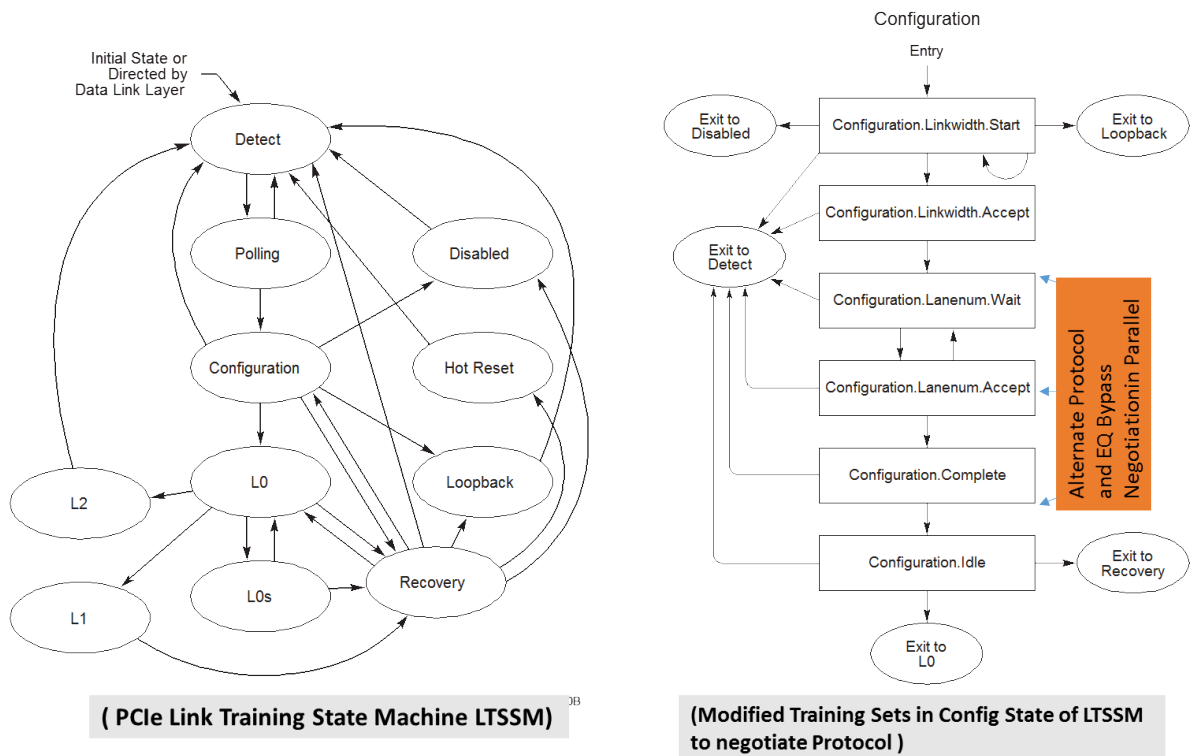 Initial State or
Directed by
Data Link Layer
Detect
Polling
Disabled
Configuration
Hot Reset
L0
Loopback
L2
L0s
Recovery
L1
0B
( PCIe Link Training State Machine LTSSM)
Configuration
Entry
Exit to
Disabled
Configuration.Linkwidth.Start
Exit to
Loopback
Configuration.Linkwidth.Accept
Exit to
Detect
Configuration.Lanenum.Wait
Configuration.Lanenum.Accept
Configuration.Complete
Alternate Protocol
and EQ Bypass
Negotiationin Parallel
Configuration.Idle
Exit to
Recovery
Exit to
L0
(Modified Training Sets in Config State of LTSSM
to negotiate Protocol )